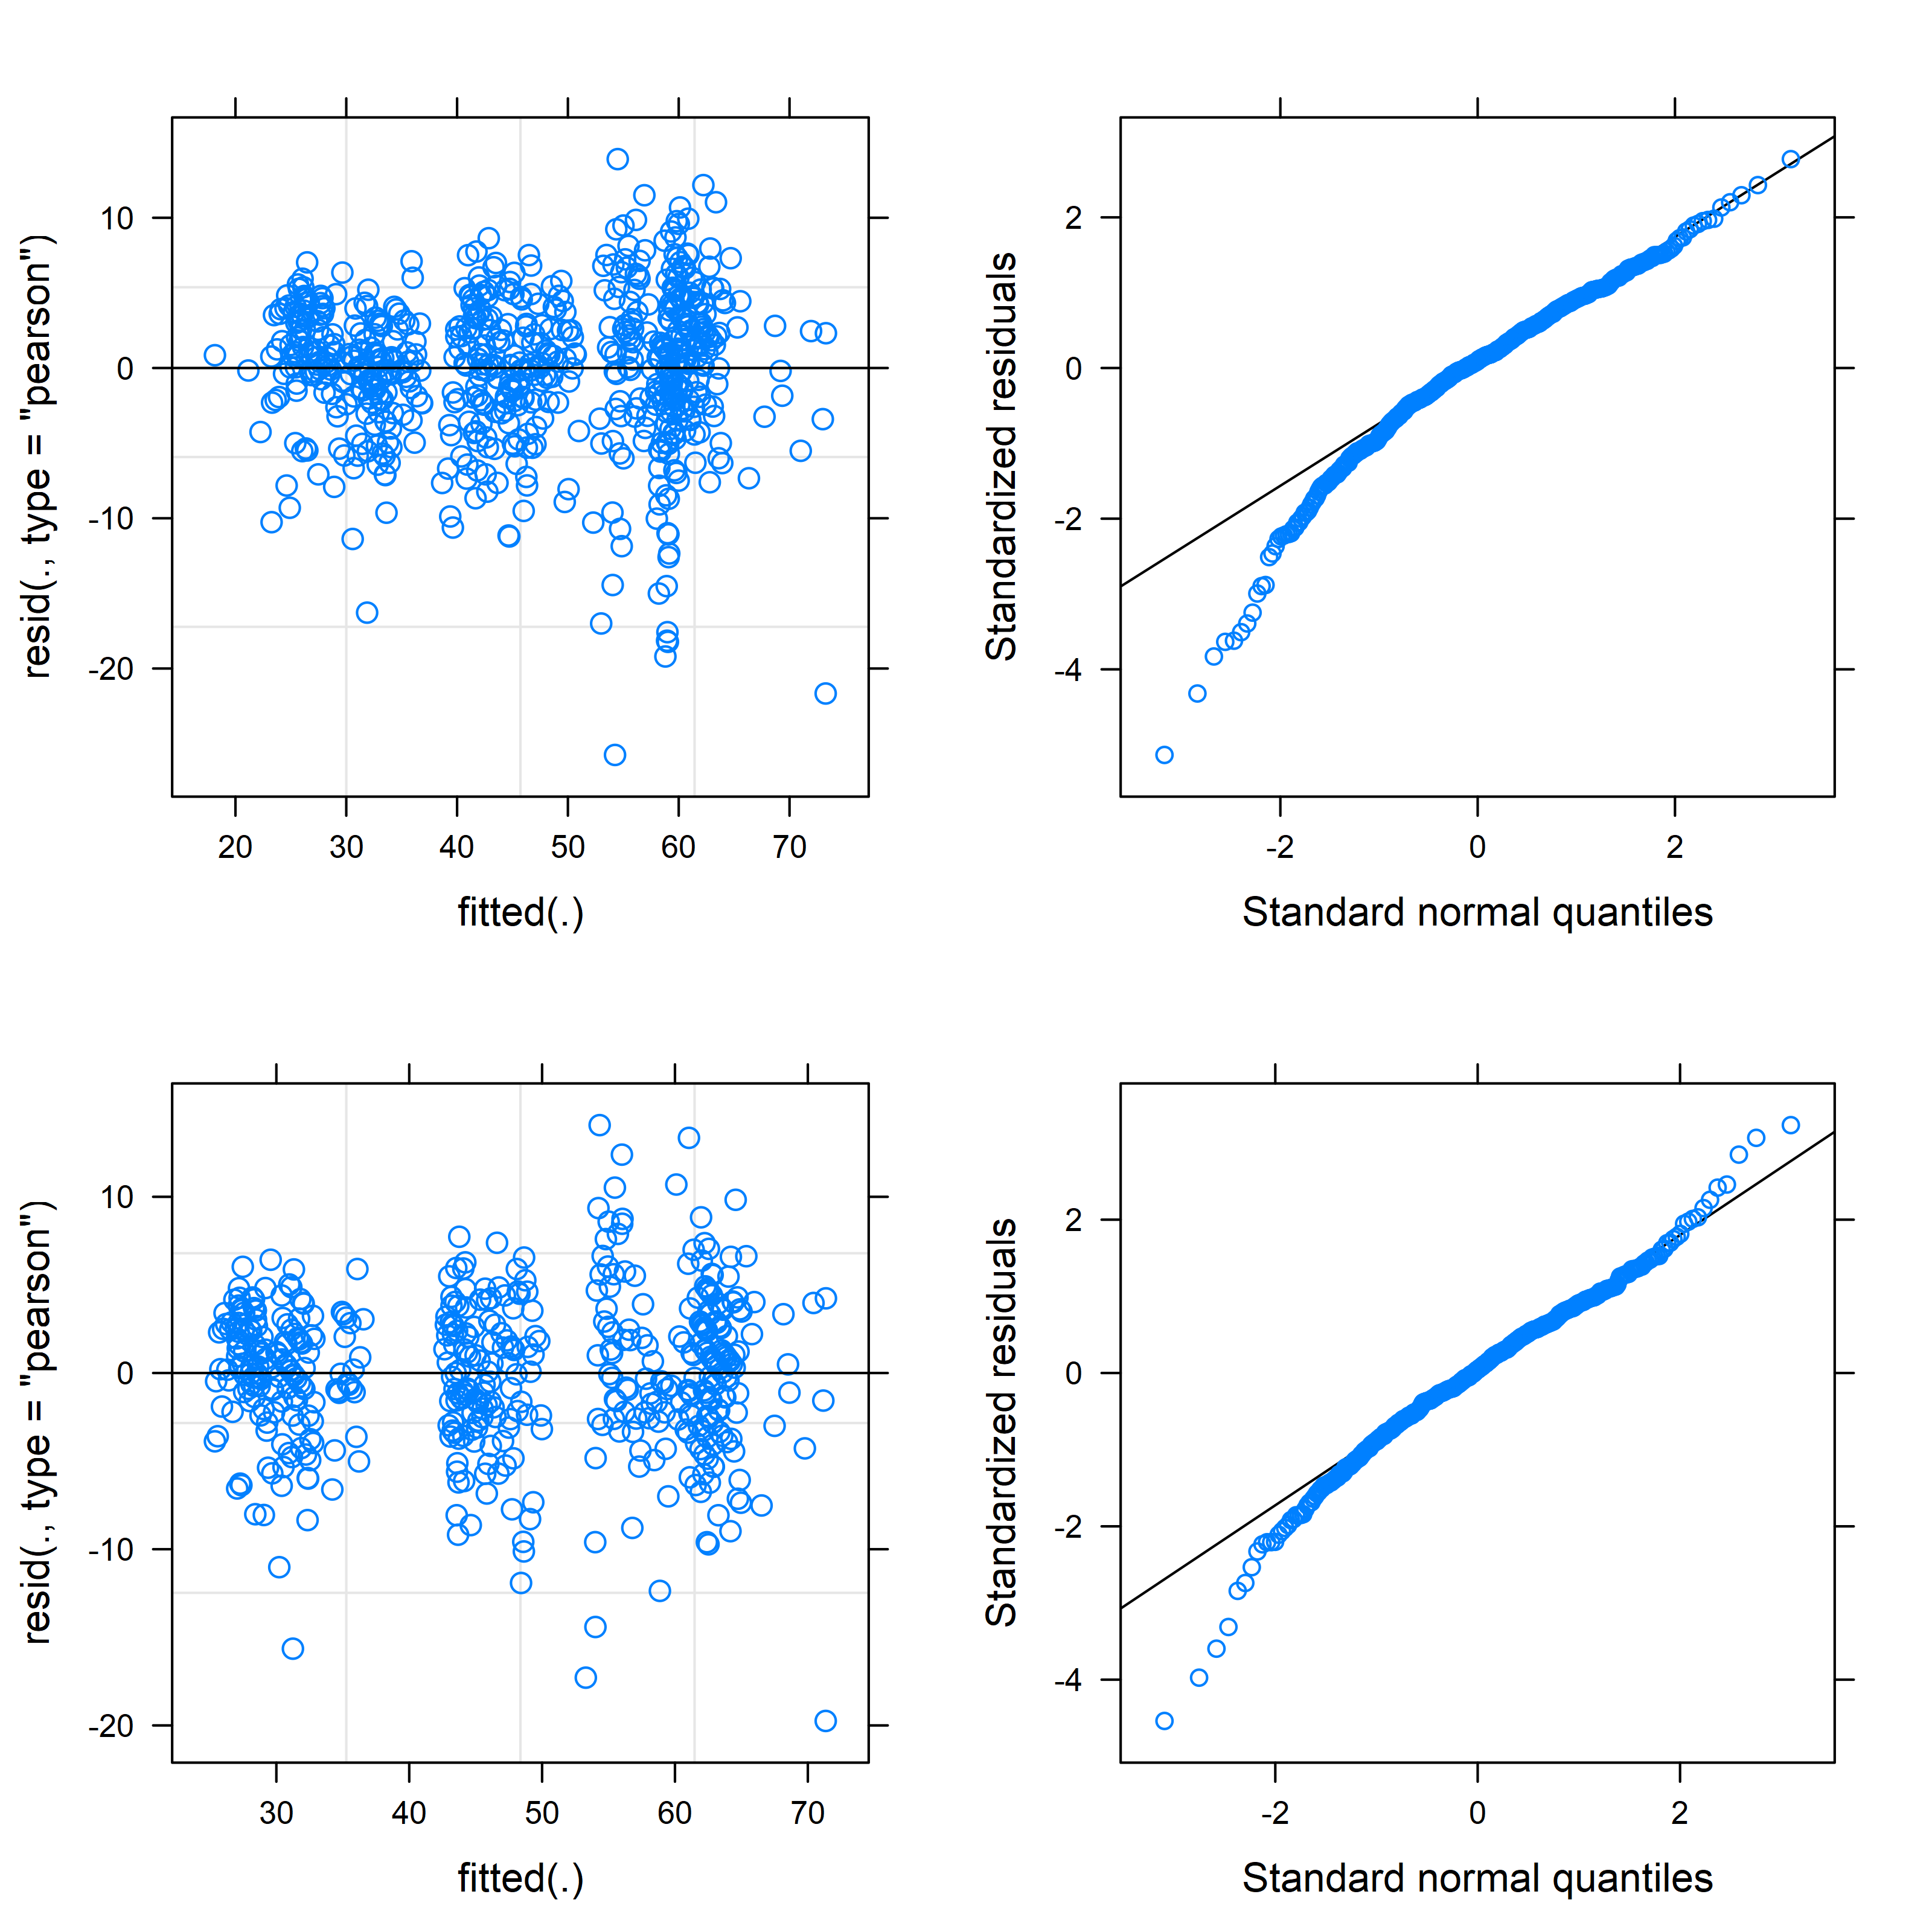 resid(., type = "pearson")
10
0
-10
-20
20 30 40 50 60 70
fitted(.)
Standardized residuals
2
0
-2
-4
-2 0 2
Standard normal quantiles
resid(., type = "pearson")
10
0
-10
-20
30 40 50 60 70
fitted(.)
Standardized residuals
2
0
-2
-4
-2 0 2
Standard normal quantiles